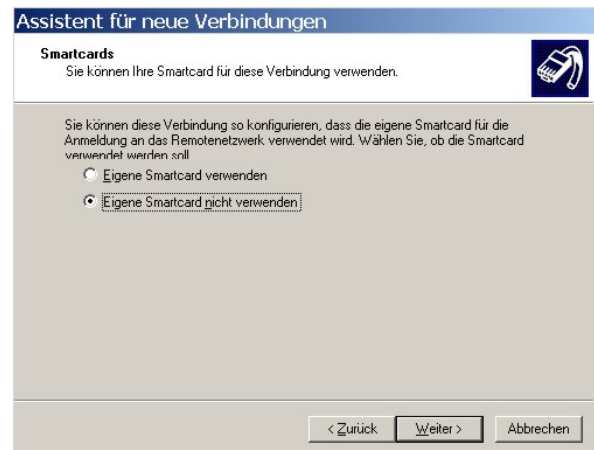 Assistent für neue Verbindungen
Smartcards
Sie können Ihre Smartcard für diese Verbindung verwenden.
Sie können diese Verbindung so konfigurieren, dass die eigene Smartcard für die
Anmeldung an das Remotenetzwerk verwendet wird. Wählen Sie, ob die Smartcard
verwendet werden soll
Eigene Smartcard verwenden
Eigene Smartcard nicht verwenden
< Zurück Weiter > Abbrechen